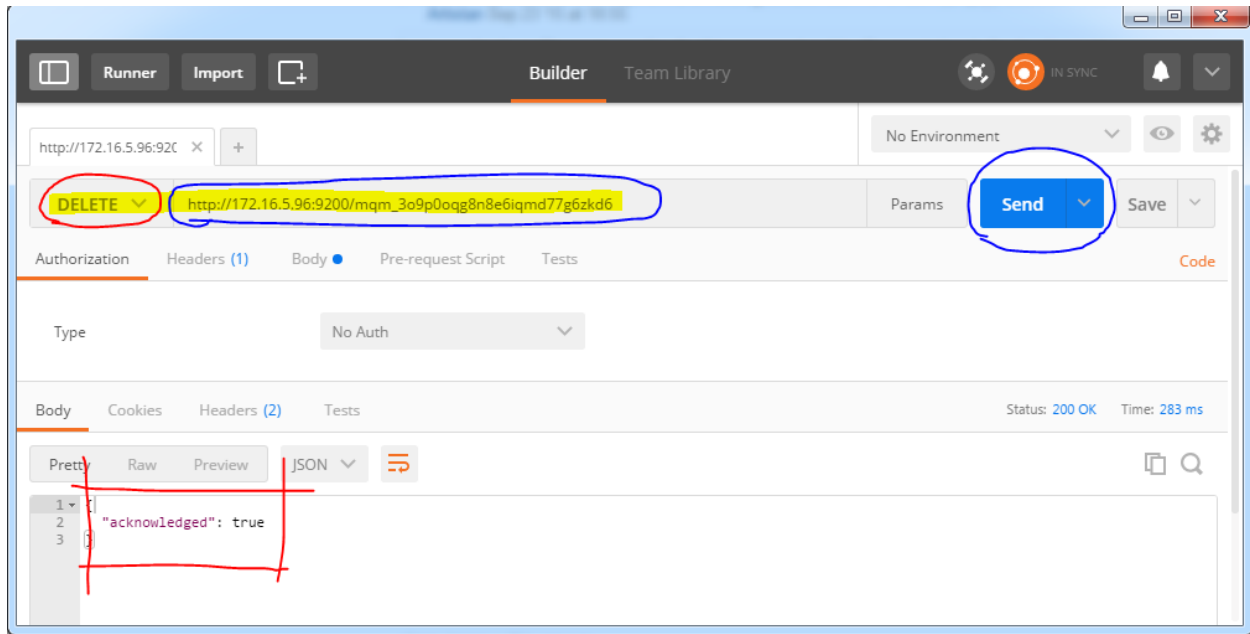 Runner Import Builder Team Library IN SYNC
http://172.16.5.96:920 × + No Environment
DELETE http://172.16.5.96:9200/mqm_3o9p0oqg8n8e6iqmd77g6zkd6 Params Send Save
Authorization Headers (1) Body Pre-request Script Tests Code
Type No Auth
Body Cookies Headers (2) Tests Status: 200 OK Time: 283 ms
Pretty Raw Preview JSON
1 {
2 "acknowledged": true
3 }